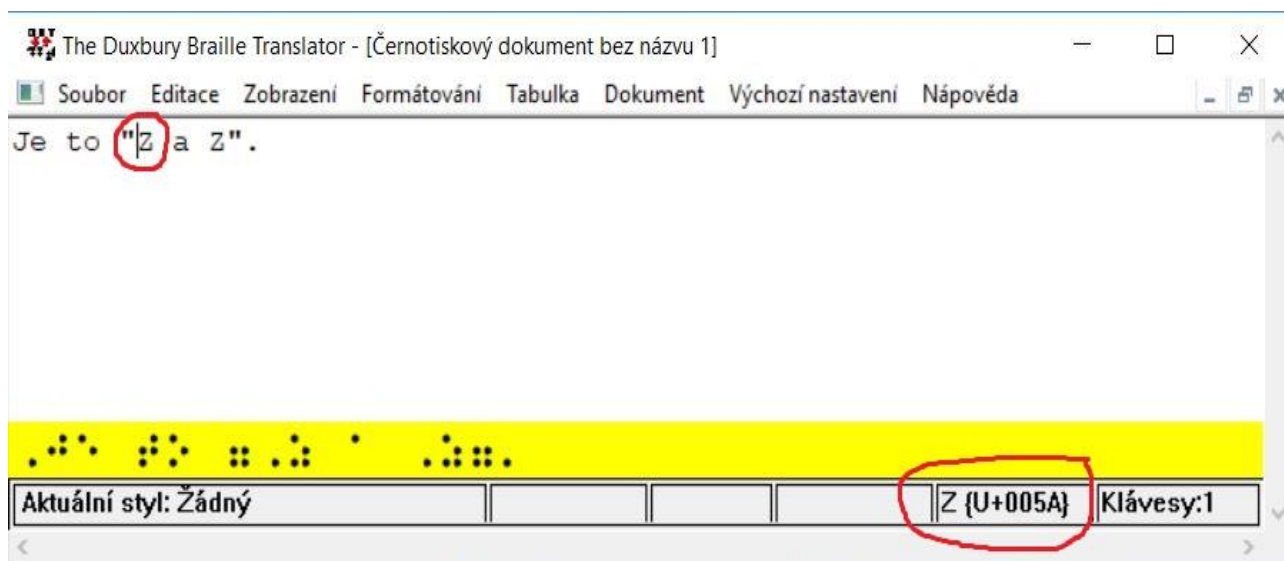 The Duxbury Braille Translator - [Černotiskový dokument bez názvu 1]
Soubor Editace Zobrazení Formátování Tabulka Dokument Výchozí nastavení Nápověda
Je to "Z a Z".
⠠⠚⠑ ⠞⠕ ⠶⠠⠵ ⠁ ⠠⠵⠶⠄
Aktuální styl: Žádný Z {U+005A} Klávesy:1